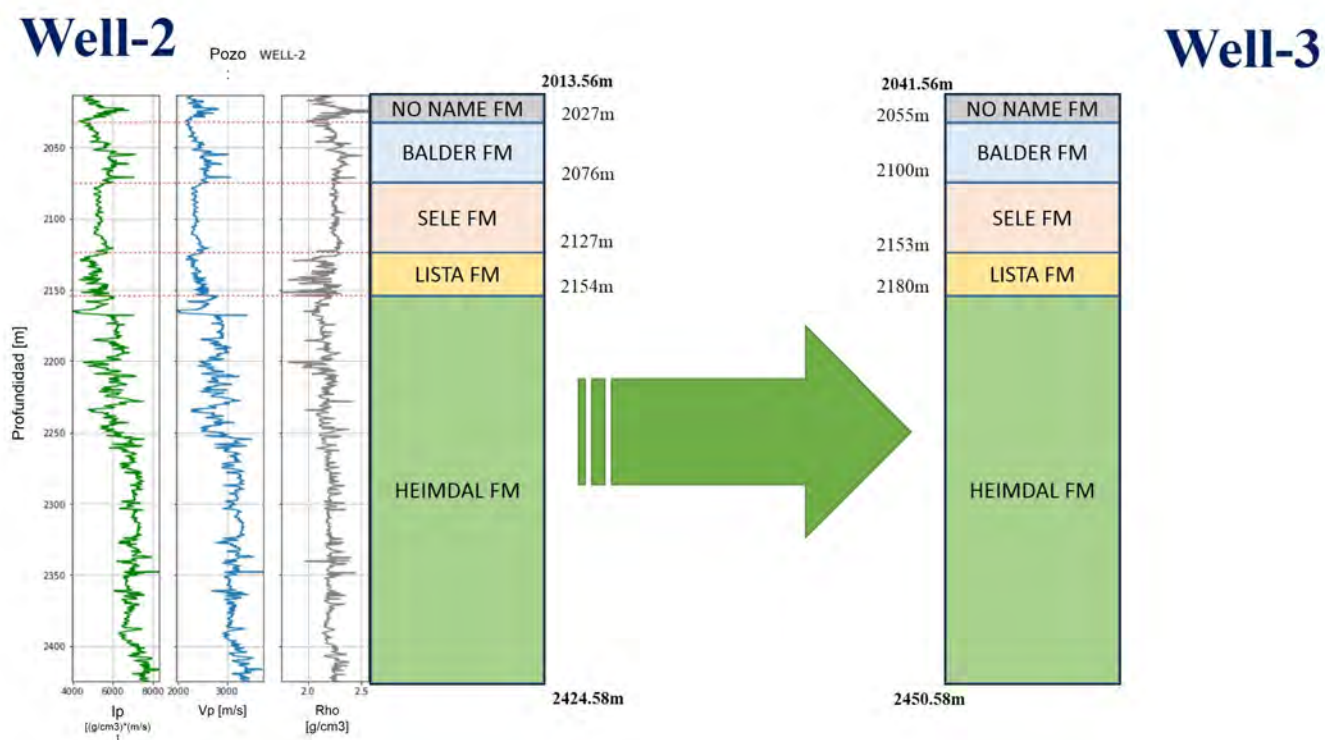 Well-2
Pozo WELL-2
:
Well-3
2013.56m
NO NAME FM
2027m
BALDER FM
2076m
SELE FM
2127m
LISTA FM
2154m
HEIMDAL FM
2424.58m
2041.56m
2055m
NO NAME FM
BALDER FM
2100m
SELE FM
2153m
LISTA FM
2180m
HEIMDAL FM
2450.58m
Profundidad [m]
2050
2100
2150
2200
2250
2300
2350
2400
4000 6000 8000
2000 3000
2.0 2.5
Ip
[(g/cm3)*(m/s)
]
Vp [m/s]
Rho
[g/cm3]